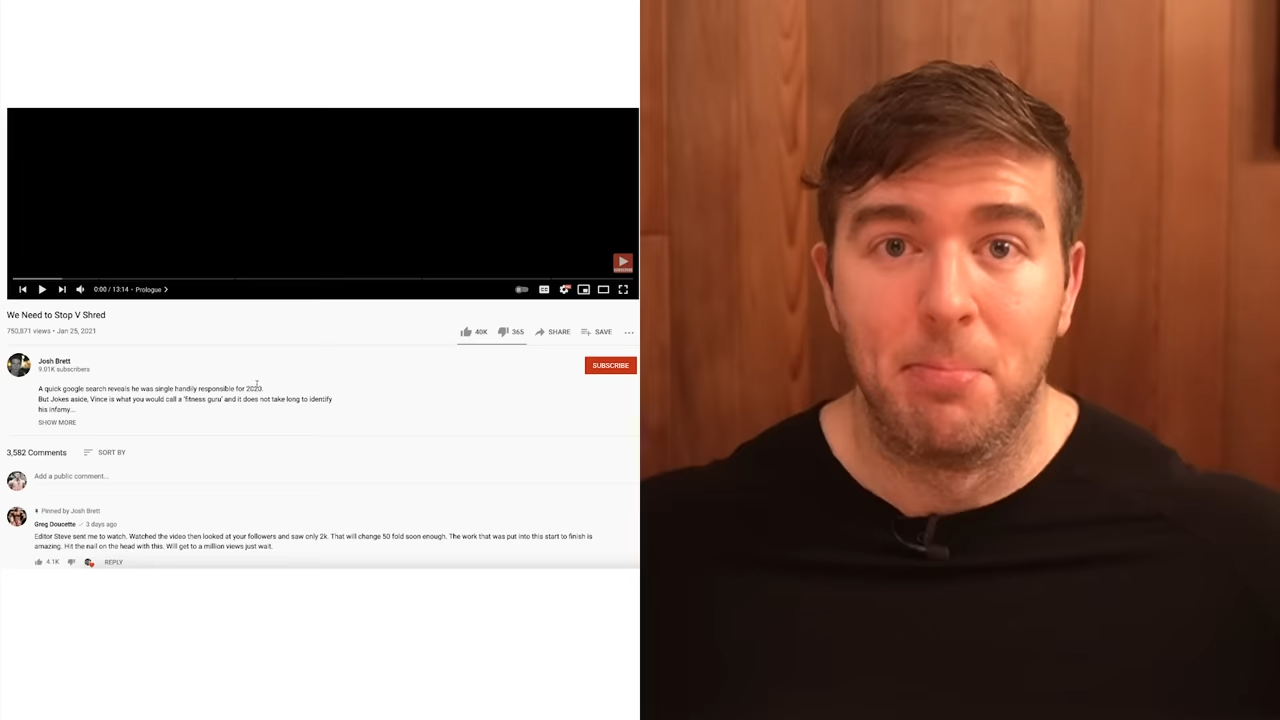 0:00 / 13:14 • Prologue >
SUBSCRIBE
We Need to Stop V Shred
750,871 views • Jan 25, 2021
40K 365 SHARE SAVE ...
Josh Brett
9.01K subscribers
SUBSCRIBE
A quick google search reveals he was single handily responsible for 2020.
But Jokes aside, Vince is what you would call a 'fitness guru' and it does not take long to identify
his infamy...
SHOW MORE
3,582 Comments SORT BY
Add a public comment...
Pinned by Josh Brett
Greg Doucette 3 days ago
Editor Steve sent me to watch. Watched the video then looked at your followers and saw only 2k. That will change 50 fold soon enough. The work that was put into this start to finish is
amazing. Hit the nail on the head with this. Will get to a million views just wait.
4.1K REPLY